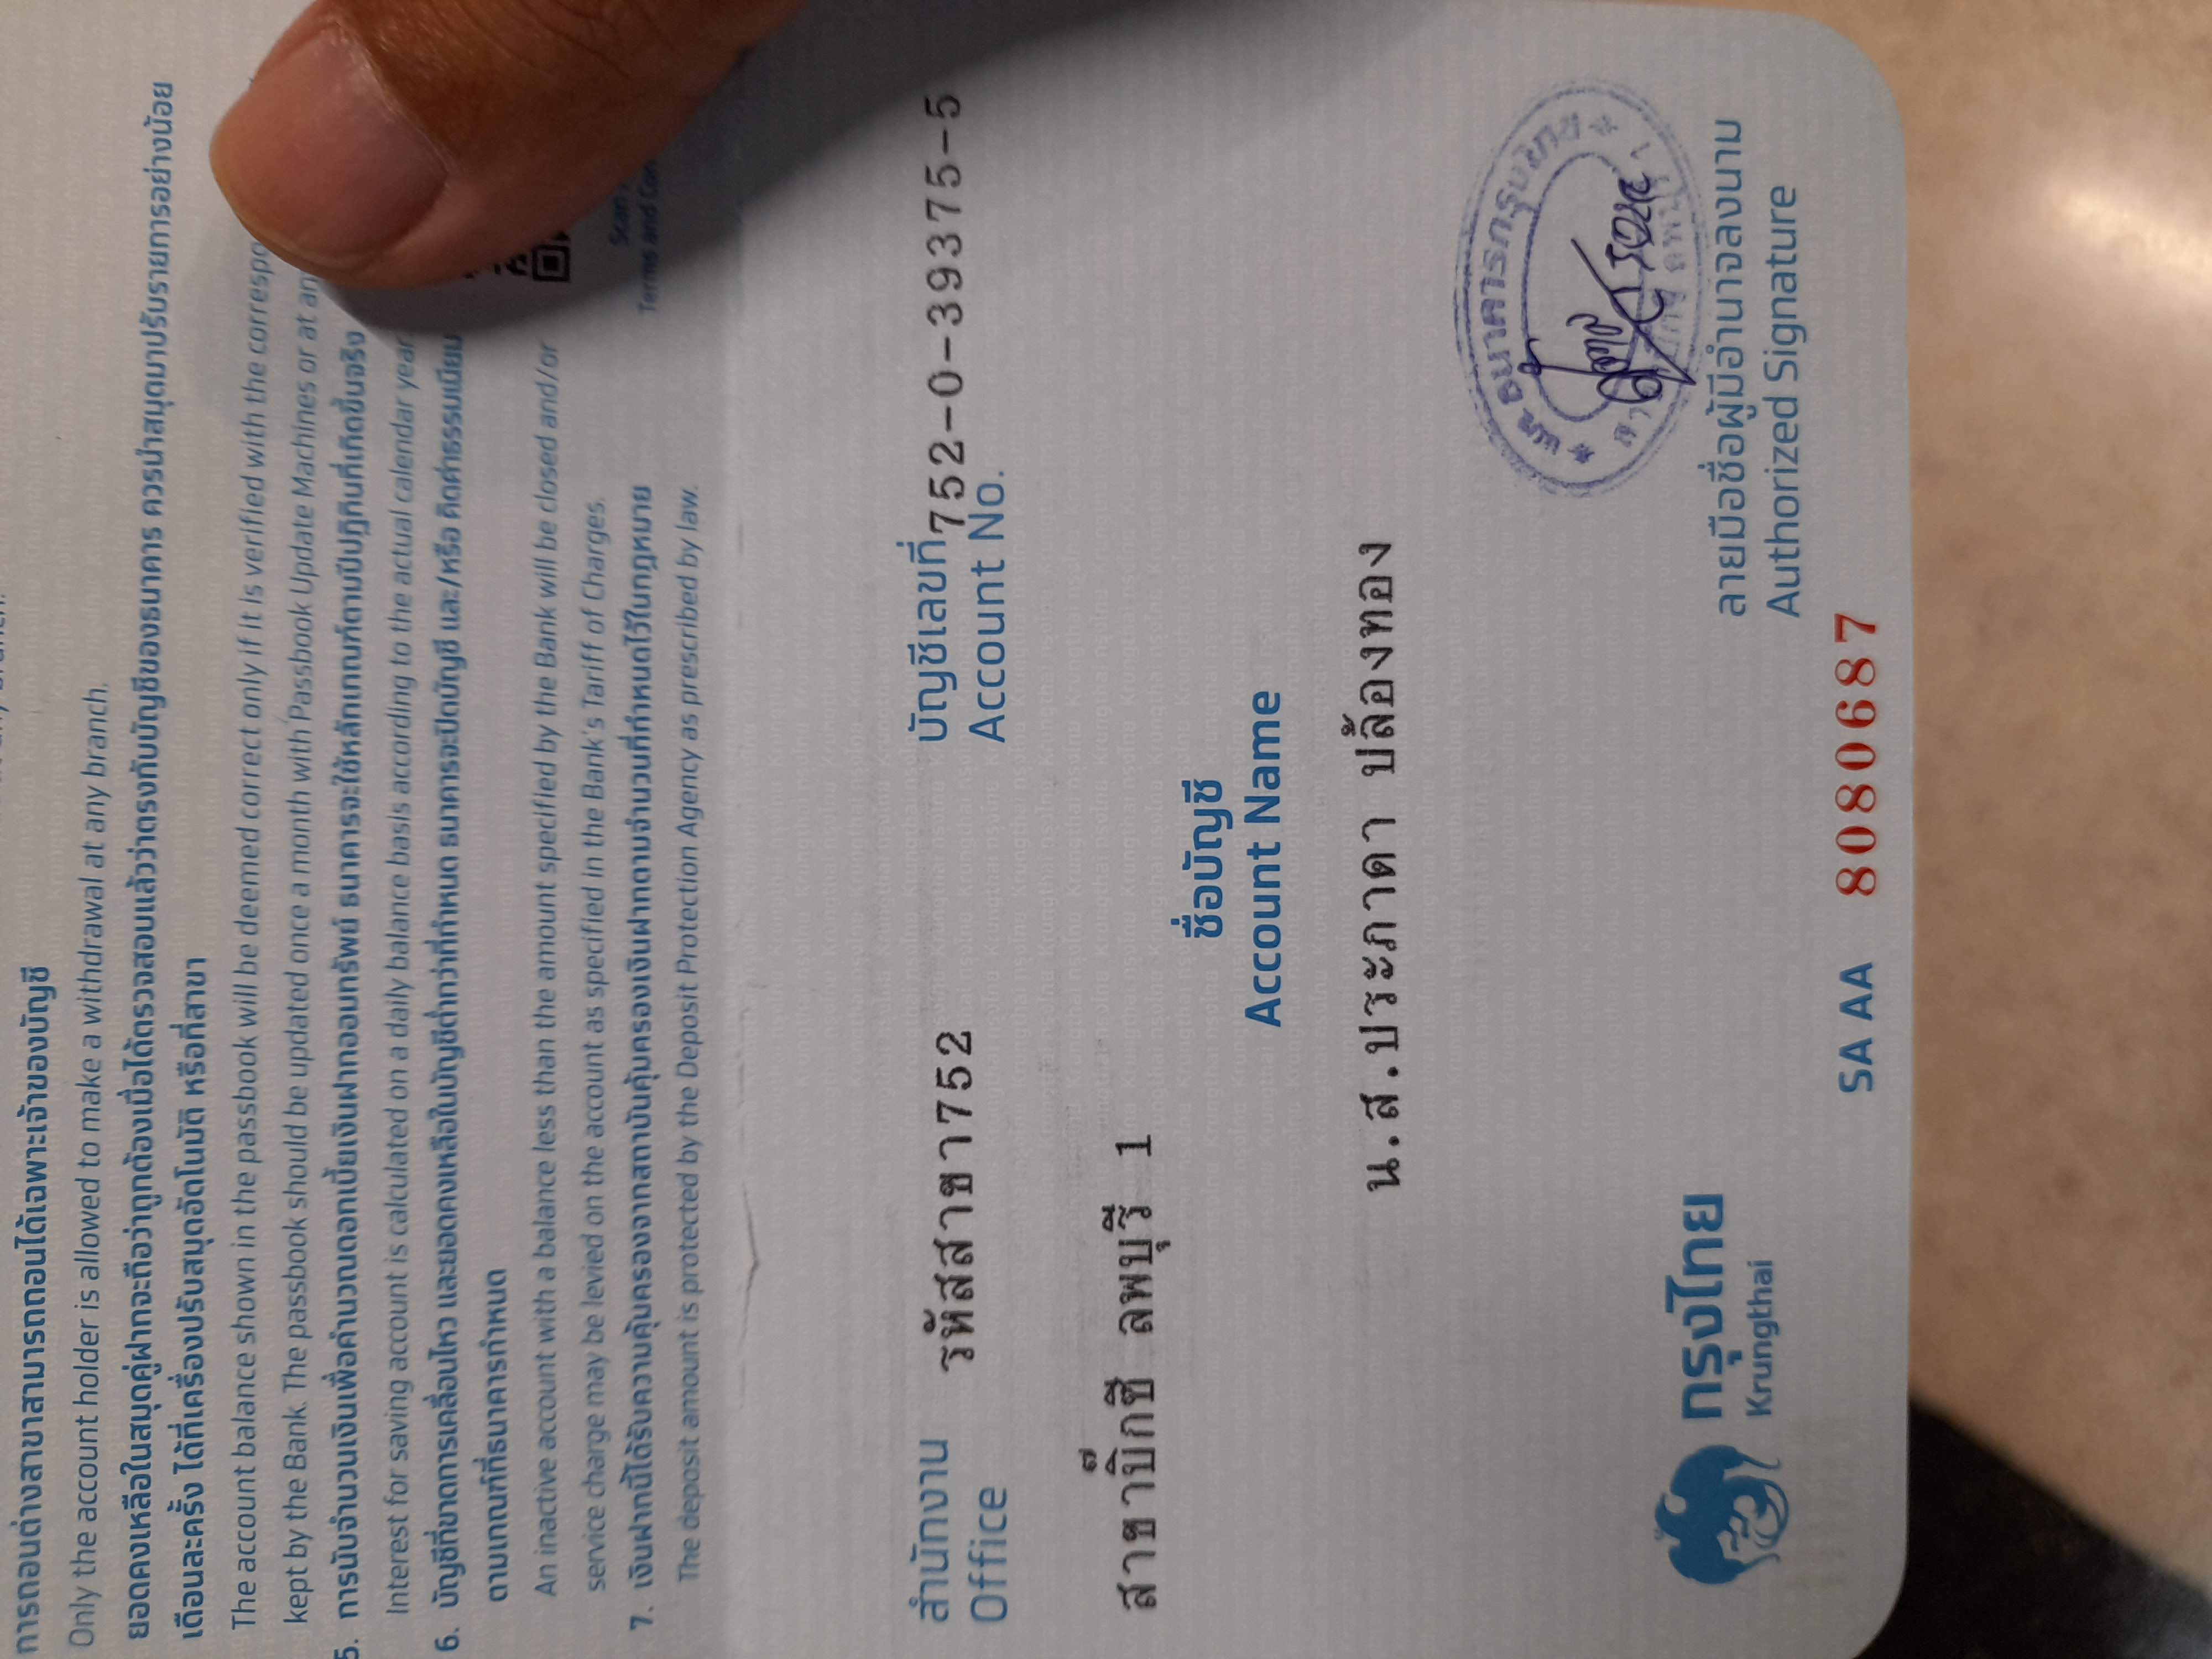 การถอนต่างสาขาสามารถถอนได้เฉพาะเจ้าของบัญชี
Only the account holder is allowed to make a withdrawal at any branch.
ยอดคงเหลือในสมุดคู่ฝากจะถือว่าถูกต้องเมื่อได้ตรวจสอบแล้วว่าตรงกับบัญชีของธนาคาร ควรนำสมุดมาปรับรายการอย่างน้อย
เดือนละครั้ง ได้ที่เครื่องปรับสมุดอัตโนมัติ หรือที่สาขา
The account balance shown in the passbook will be deemed correct only if it is verified with the
kept by the Bank. The passbook should be updated once a month with Passbook Update Machines or at
5. การนับจำนวนเงินเพื่อคำนวณดอกเบี้ยเงินฝากออมทรัพย์ ธนาคารจะใช้หลักเกณฑ์ตามปีปฏิทินที่เกิดขึ้นจริง
Interest for saving account is calculated on a daily balance basis according to the actual calendar year
6. บัญชีที่ขาดการเคลื่อนไหว และยอดคงเหลือในบัญชีต่ำกว่าที่กำหนด ธนาคารจะปิดบัญชี และ/หรือ คิดค่าธรรมเนียม
ตามเกณฑ์ที่ธนาคารกำหนด
An inactive account with a balance less than the amount specified by the Bank will be closed and/or
service charge may be levied on the account as specified in the Bank's Tariff of Charges.
7. เงินฝากนี้ได้รับความคุ้มครองจากสถาบันคุ้มครองเงินฝากตามจำนวนที่กำหนดไว้ในกฎหมาย
The deposit amount is protected by the Deposit Protection Agency as prescribed by law.
Scan
Terms and
สำนักงาน รหัสสาขา752
Office
บัญชีเลขที่ 752-0-39375-5
Account No.
สาขาบิ๊กซี ลพบุรี 1
ชื่อบัญชี
Account Name
น.ส.ประภาดา ปล้องทอง
บมจ. ธนาคารกรุงไทย
กรุงไทย
Krungthai
ลายมือชื่อผู้มีอำนาจลงนาม
Authorized Signature
SA AA 8080687